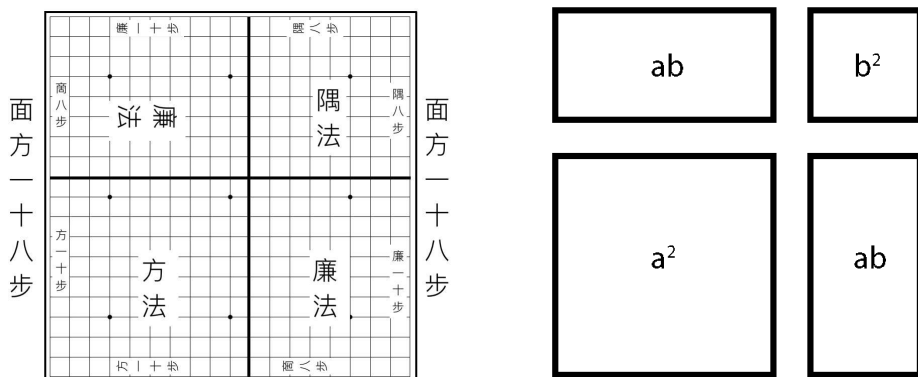 廉一十步
隅八步
商八步
廉法
隅法
隅八步
面方一十八步
面方一十八步
方一十步
方法
廉法
廉一十步
方一十步
商八步
ab
b²
a²
ab